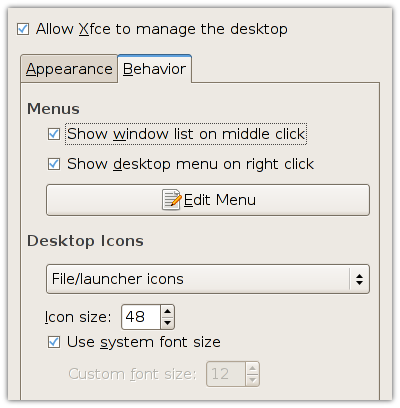 Allow Xfce to manage the desktop
Appearance Behavior
Menus
Show window list on middle click
Show desktop menu on right click
Edit Menu
Desktop Icons
File/launcher icons
Icon size: 48
Use system font size
Custom font size: 12